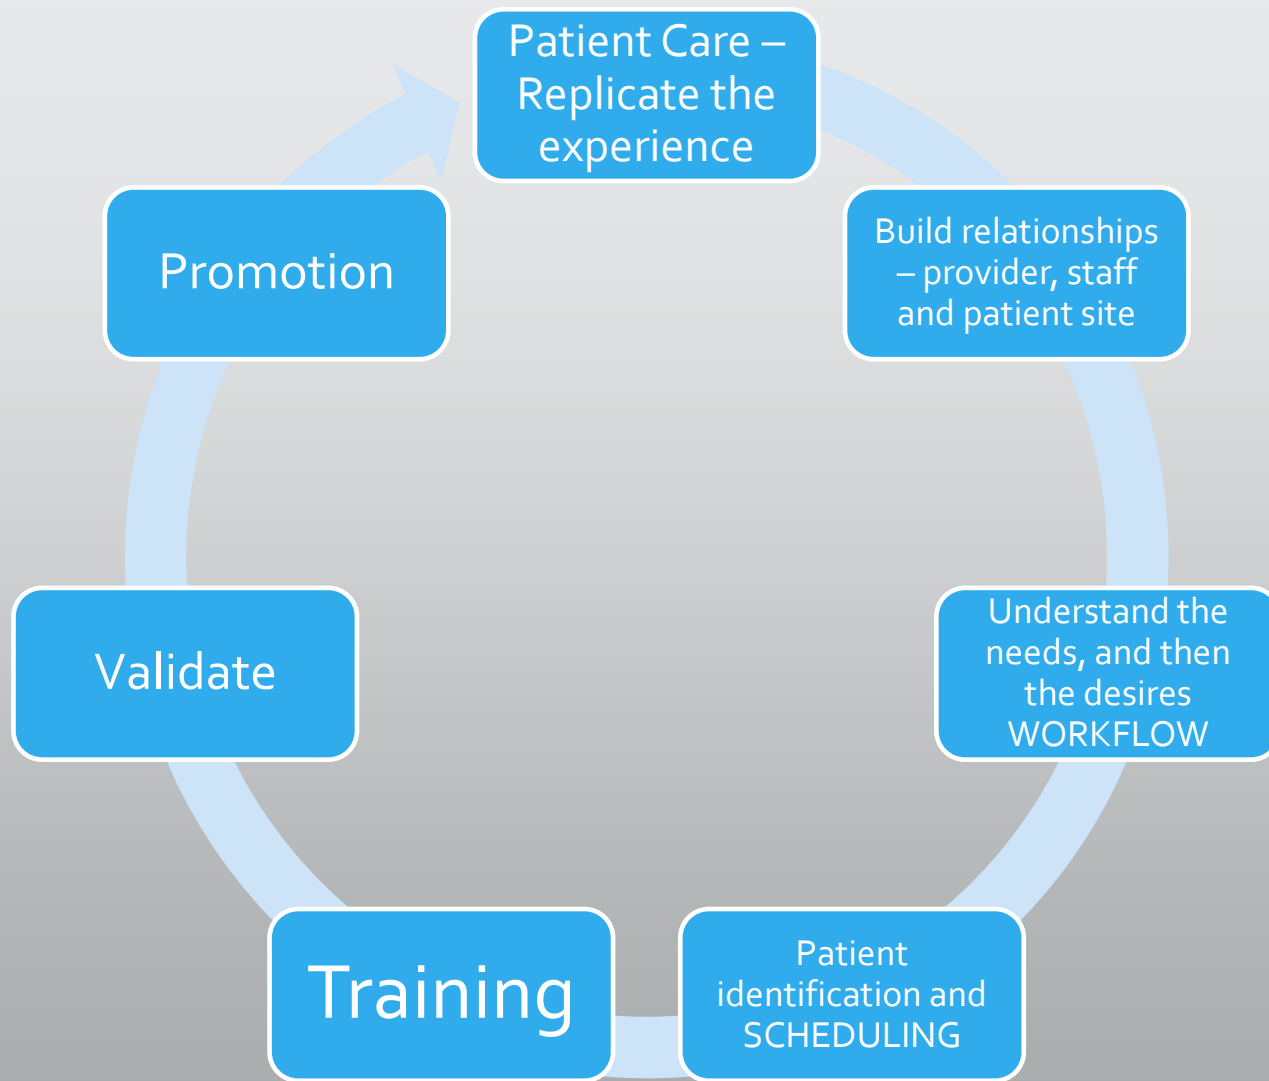 Patient Care –
Replicate the
experience
Build relationships
– provider, staff
and patient site
Understand the
needs, and then
the desires
WORKFLOW
Patient
identification and
SCHEDULING
Training
Validate
Promotion